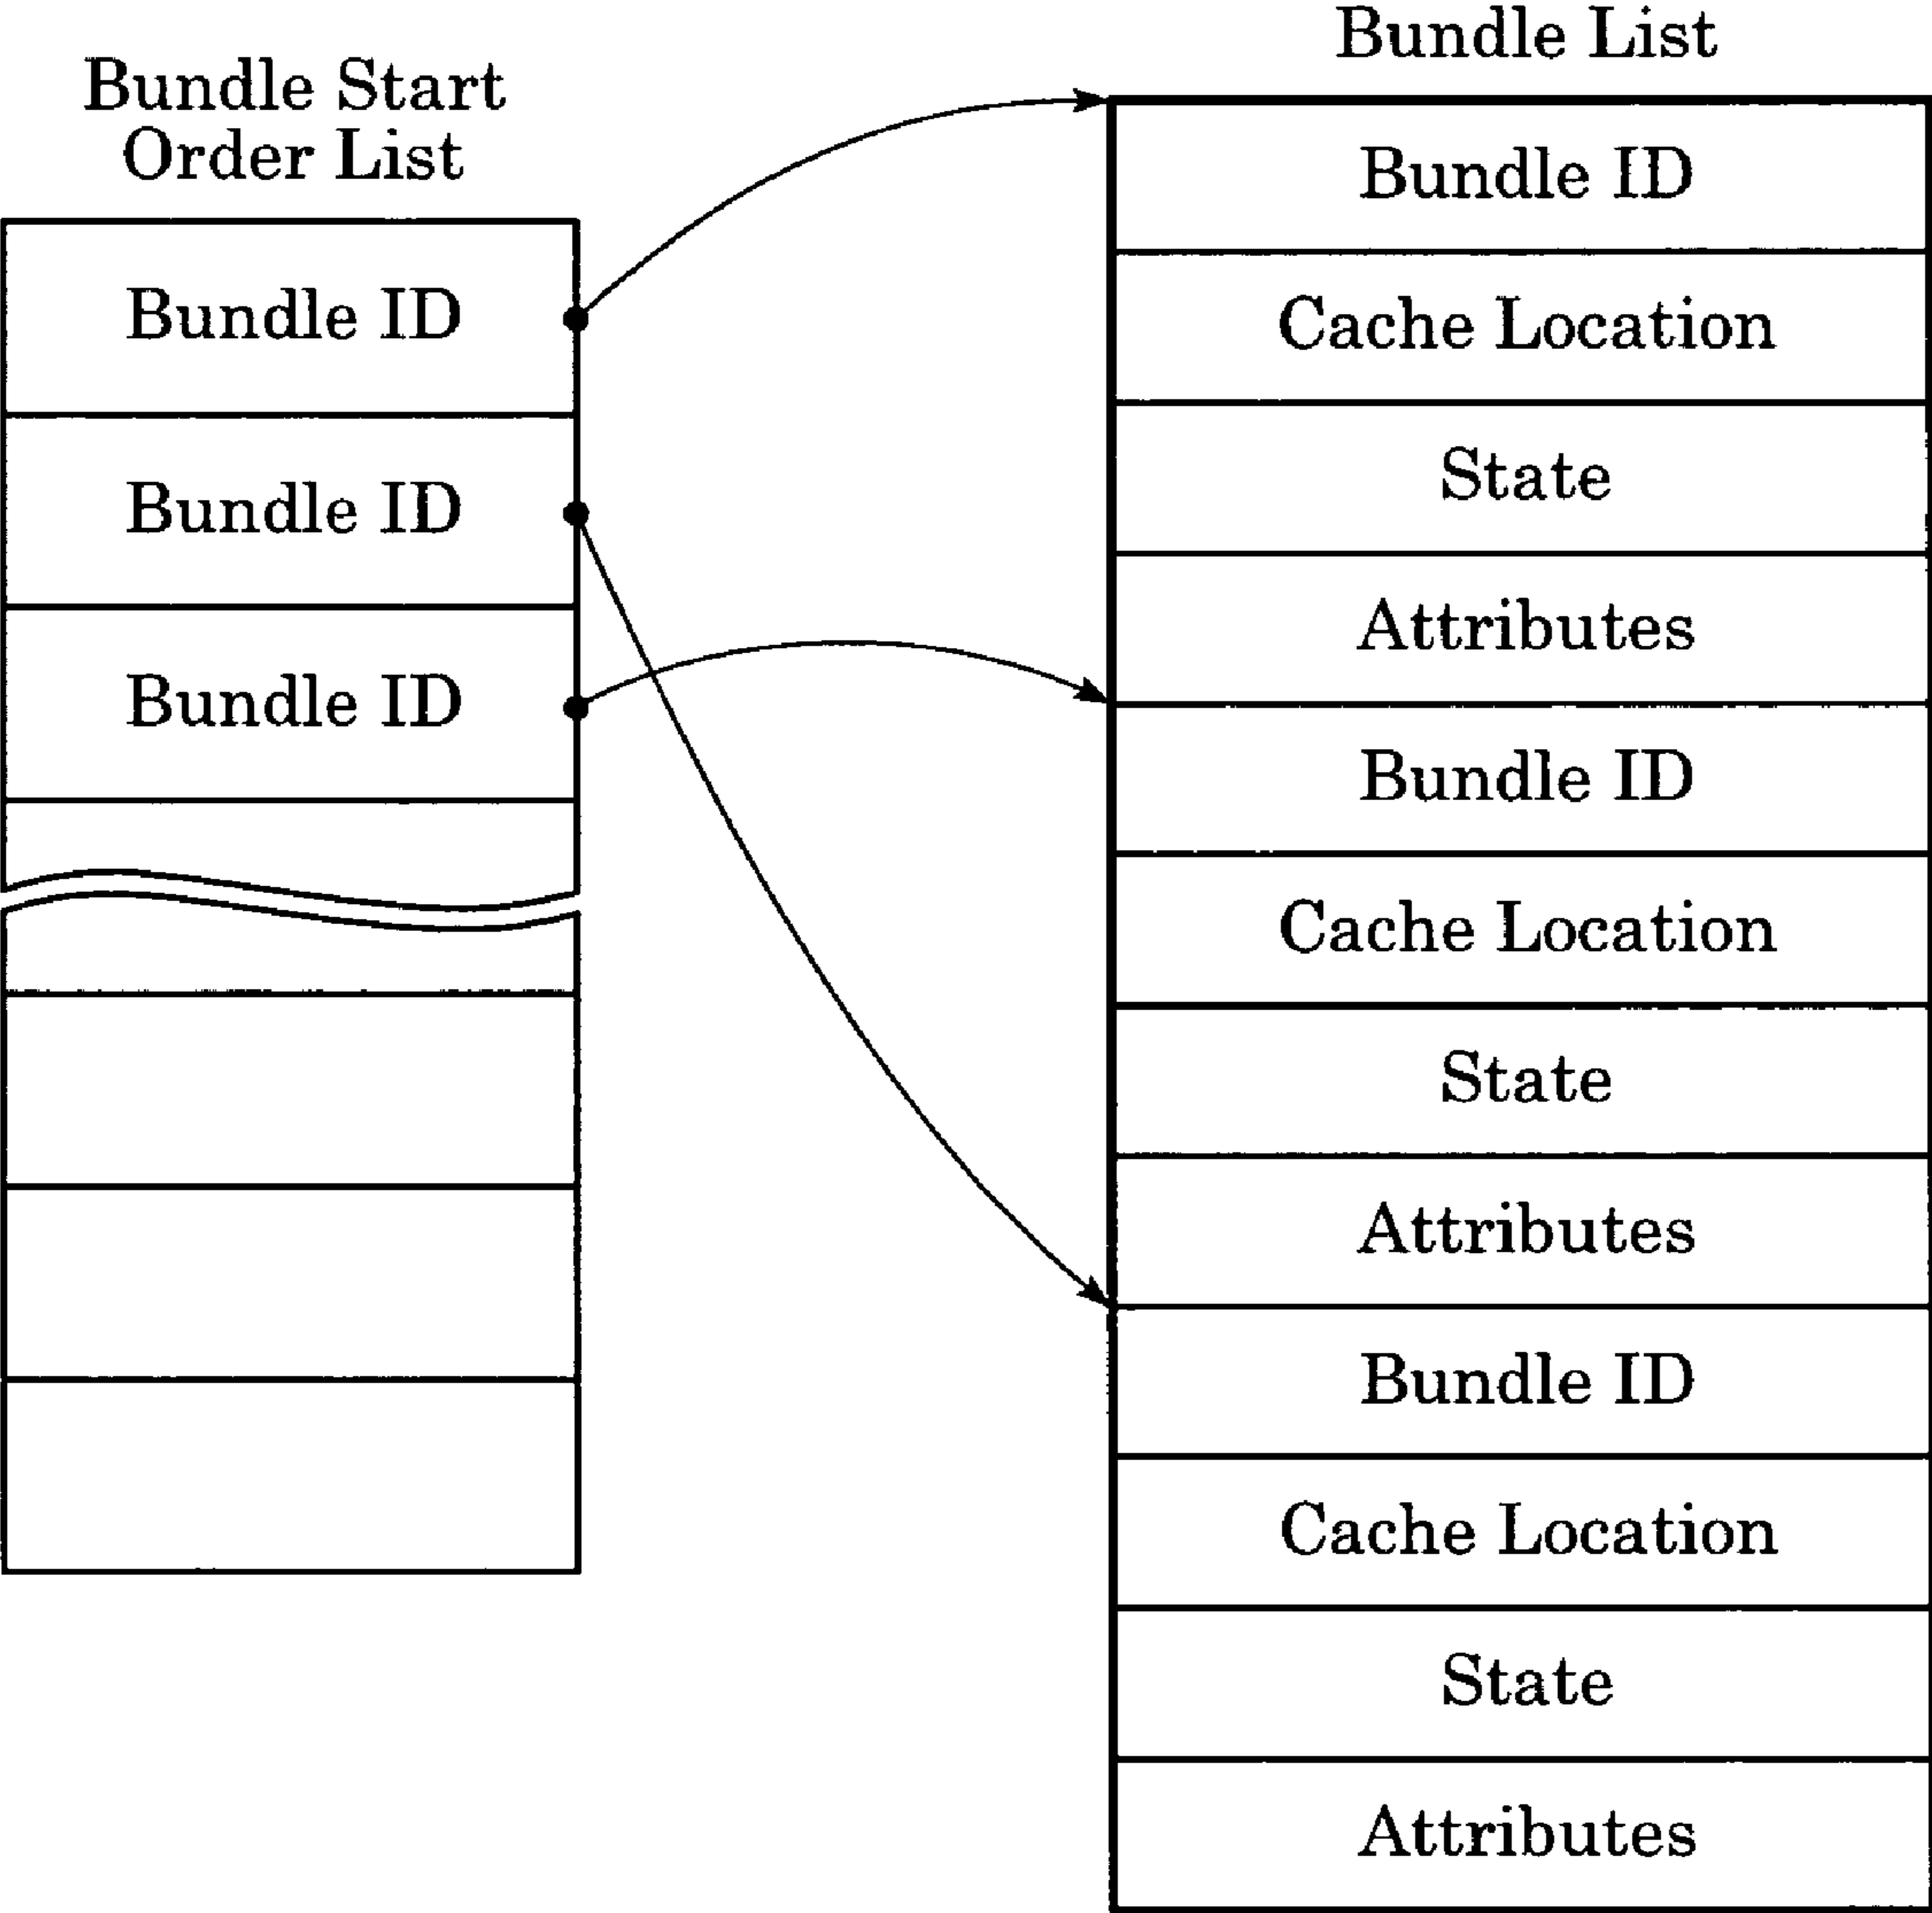 Bundle Start
Order List
Bundle ID
Bundle ID
Bundle ID
Bundle List
Bundle ID
Cache Location
State
Attributes
Bundle ID
Cache Location
State
Attributes
Bundle ID
Cache Location
State
Attributes